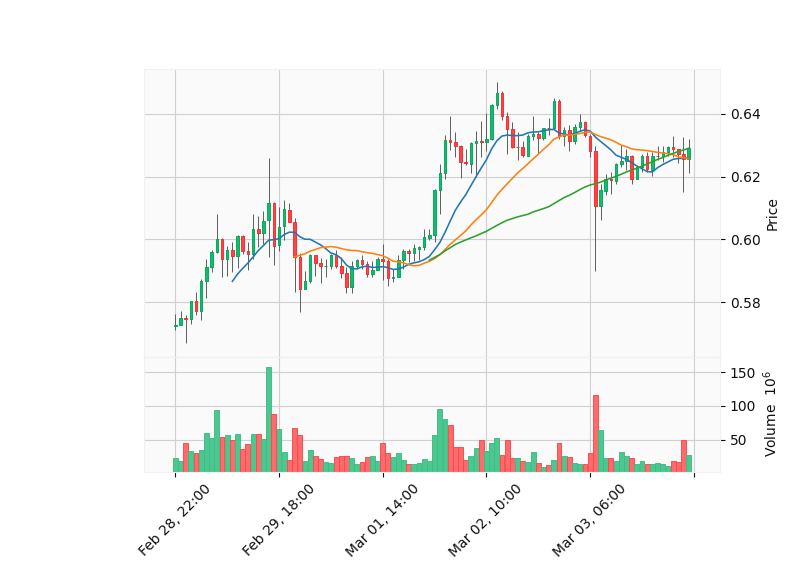 0.64
0.62
0.60
0.58
Price
150
100
50
Volume 10^6
Feb 28, 22:00
Feb 29, 18:00
Mar 01, 14:00
Mar 02, 10:00
Mar 03, 06:00